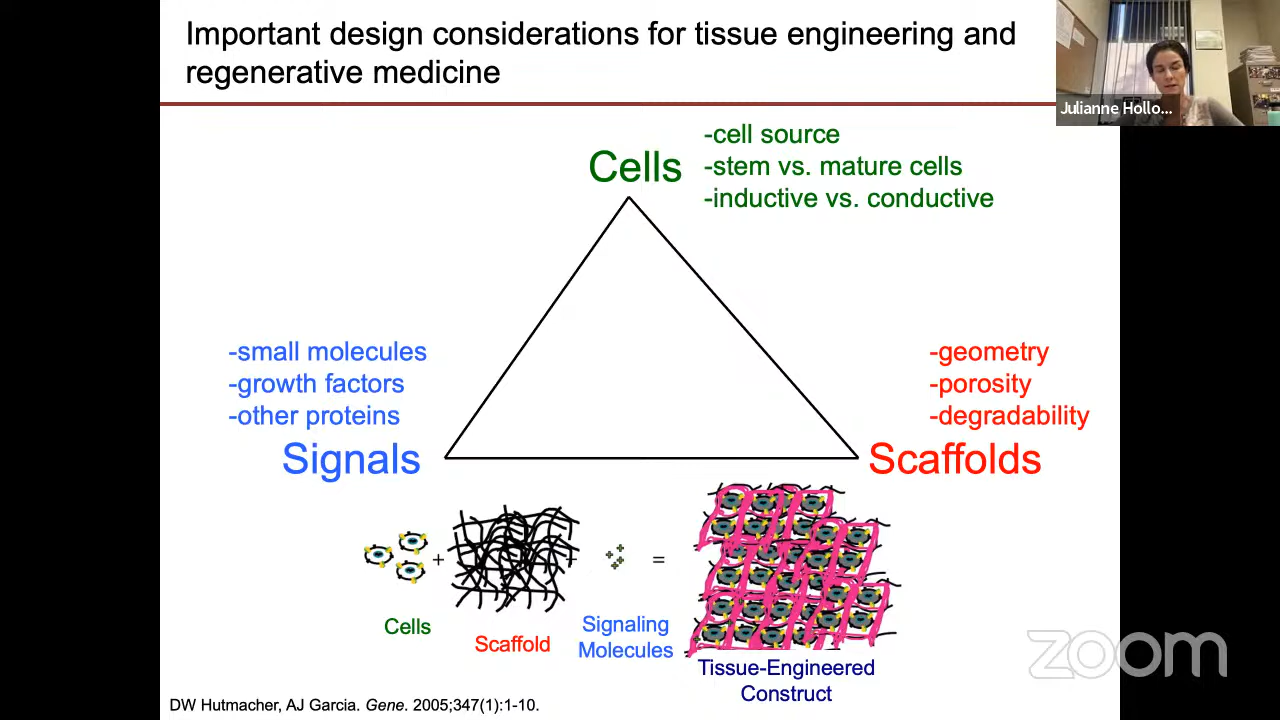 Important design considerations for tissue engineering and
regenerative medicine
Julianne Hollo...
Cells
-cell source
-stem vs. mature cells
-inductive vs. conductive
-small molecules
-growth factors
-other proteins
Signals
-geometry
-porosity
-degradability
Scaffolds
+
+
=
Cells
Scaffold
Signaling
Molecules
Tissue-Engineered
Construct
DW Hutmacher, AJ Garcia. Gene. 2005;347(1):1-10.
zoom